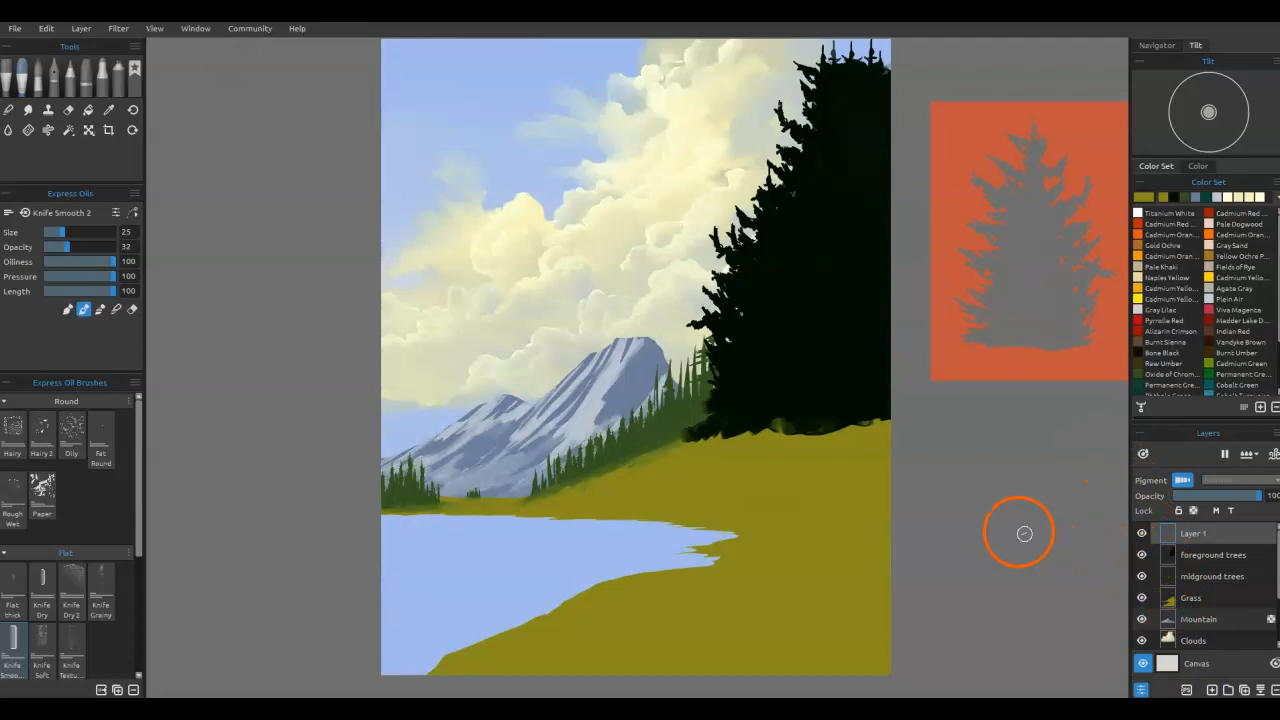 File Edit Layer Filter View Window Community Help
Tools
Express Oils
Knife Smooth 2
Size 25
Opacity 32
Oiliness 100
Pressure 100
Length 100
Express Oil Brushes
Round
Hairy Hairy 2 Oily Fat Round
Rough Wet Paper
Flat
Flat thick Knife Dry Knife Dry 2 Knife Grainy
Knife Smoo... Knife Soft Knife Textu...
Navigator Tilt
Tilt
Color Set Color
Color Set
Titanium White Cadmium Red ...
Cadmium Red ... Pale Dogwood
Cadmium Oran... Cadmium Oran...
Gold Ochre Gray Sand
Cadmium Oran... Yellow Ochre P...
Pale Khaki Fields of Rye
Naples Yellow Cadmium Yello...
Cadmium Yello... Agate Gray
Cadmium Yello... Plein Air
Gray Lilac Viva Magenta
Pyrrolle Red Madder Lake D...
Alizarin Crimson Indian Red
Burnt Sienna Vandyke Brown
Bone Black Burnt Umber
Raw Umber Cadmium Green
Oxide of Chrom... Permanent Gre...
Permanent Gre... Cobalt Green
Layers
Pigment
Opacity 100
Lock M T
Layer 1
foreground trees
midground trees
Grass
Mountain
Clouds
Canvas